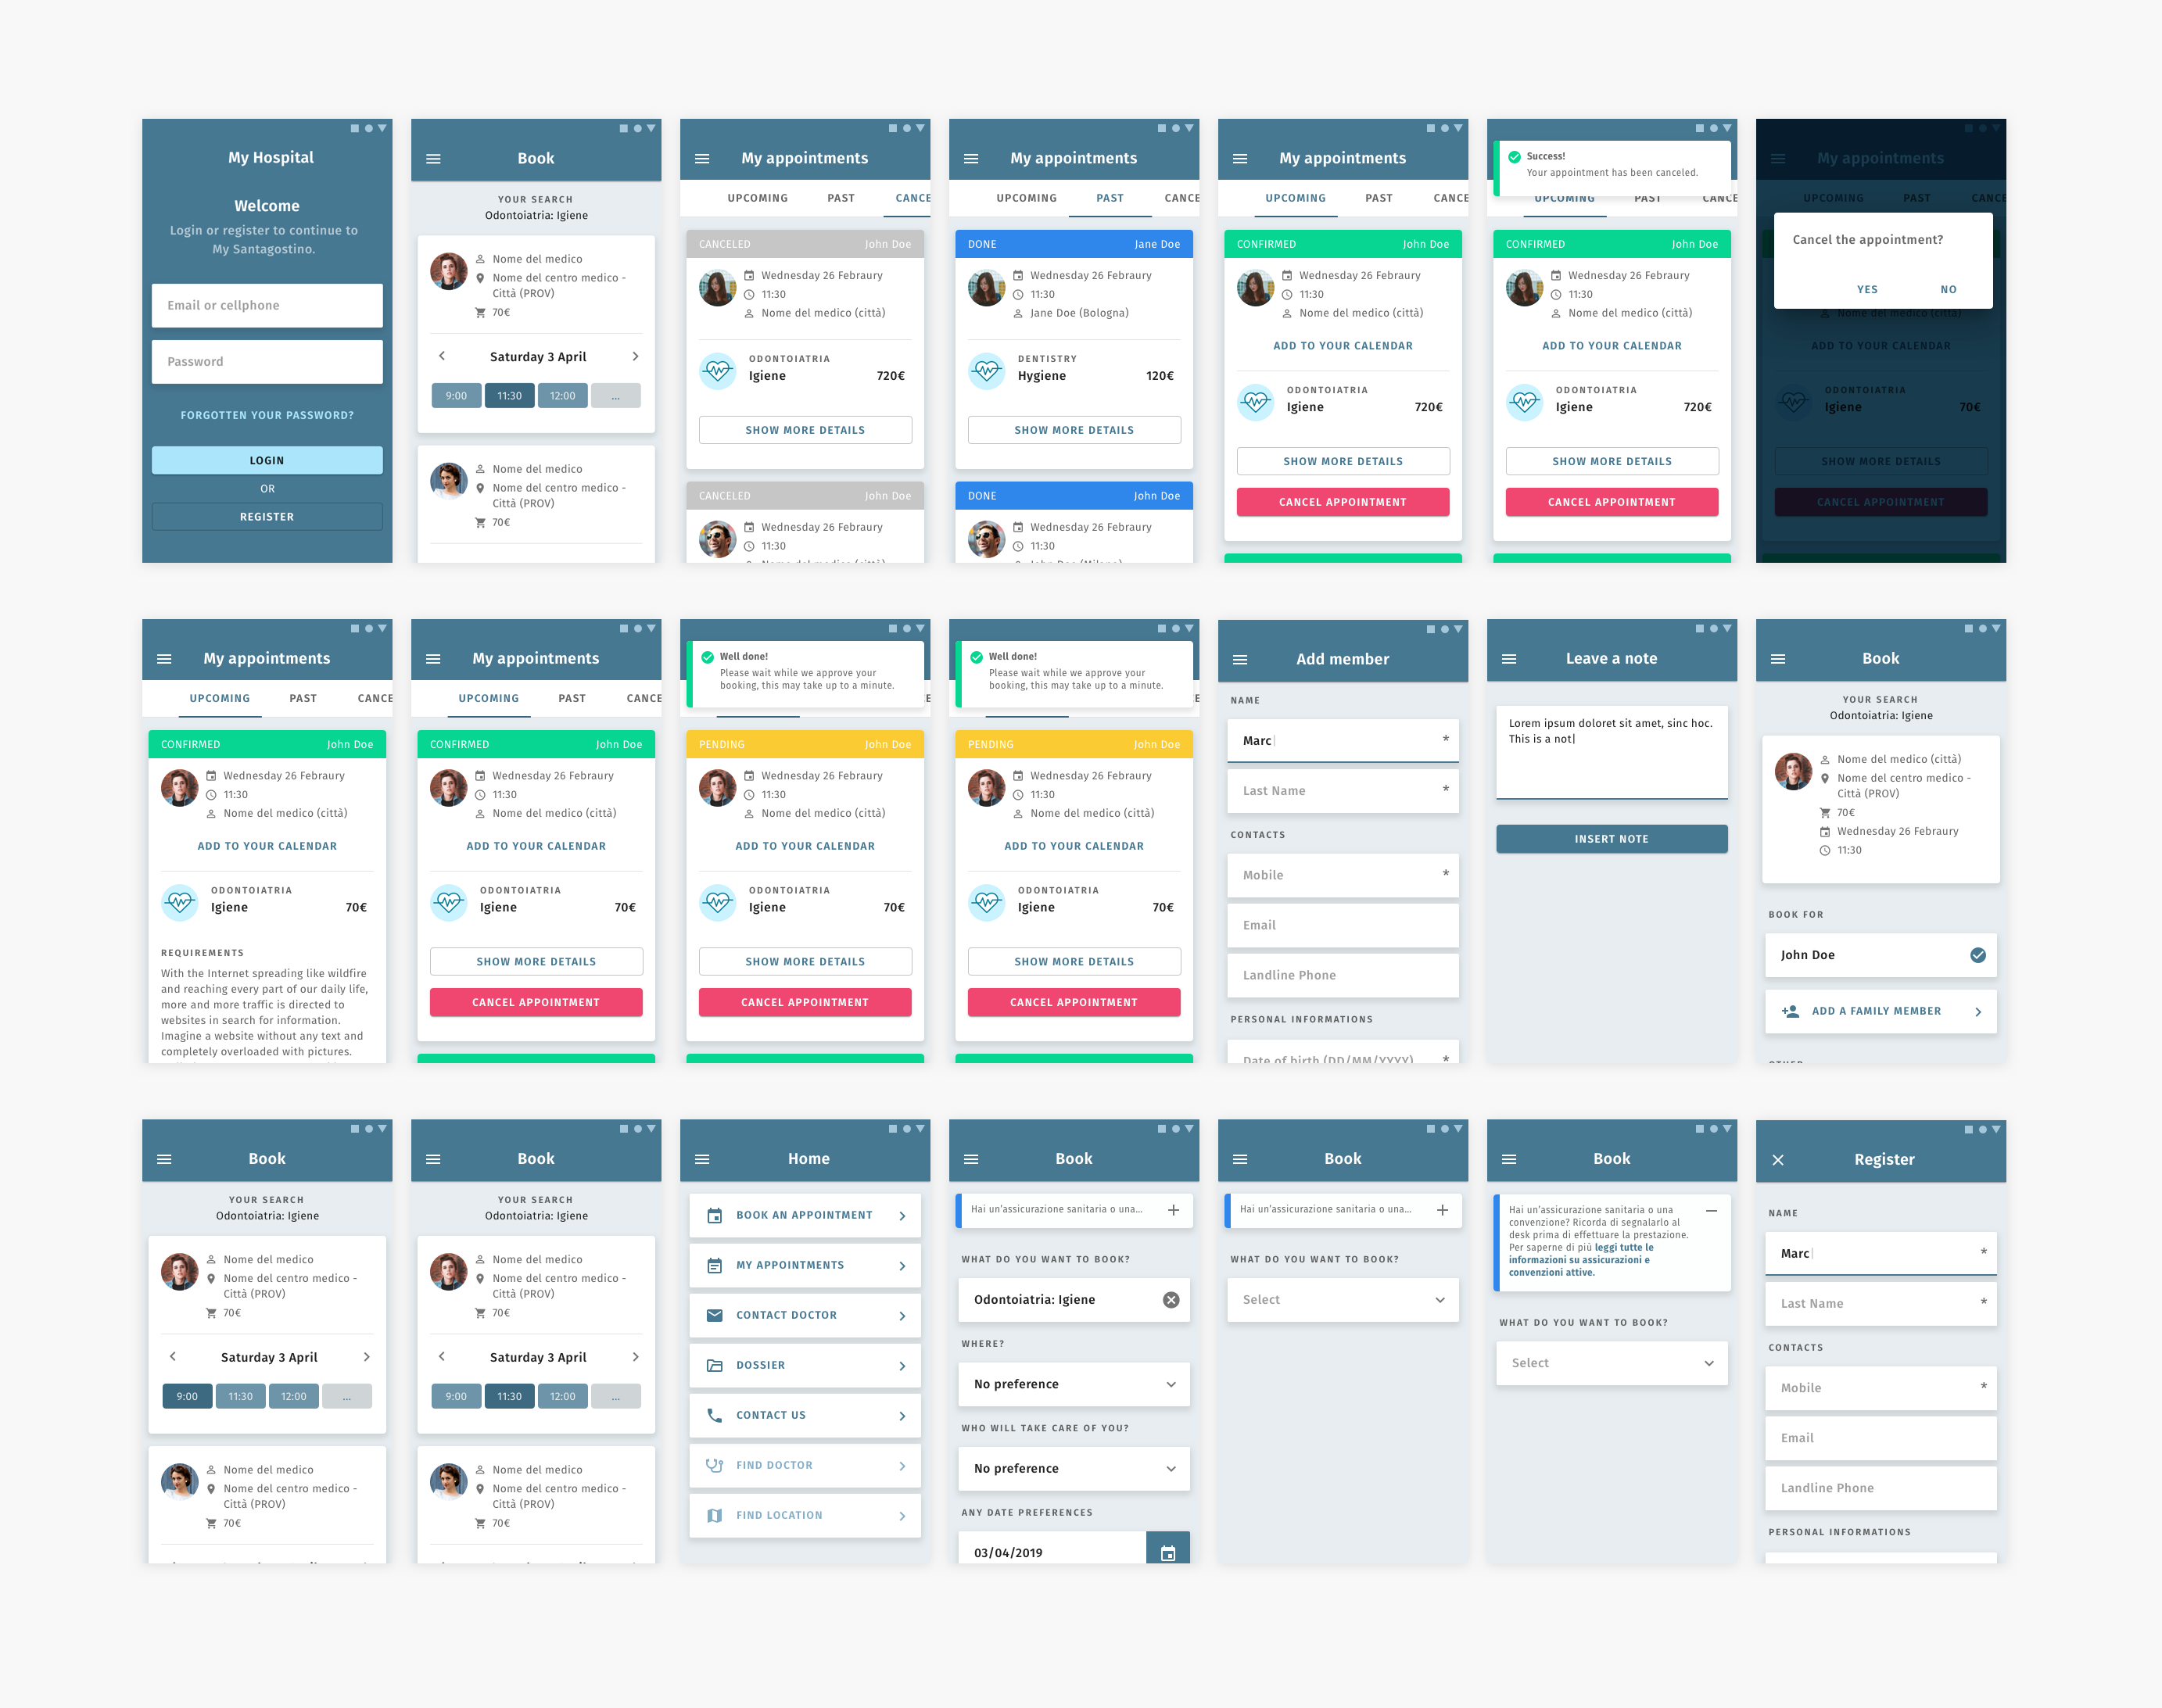 My Hospital
Welcome
Login or register to continue to
My Santagostino.
Email or cellphone
Password
FORGOTTEN YOUR PASSWORD?
LOGIN
OR
REGISTER
Book
YOUR SEARCH
Odontoiatria: Igiene
Nome del medico
Nome del centro medico -
Città (PROV)
70€
Saturday 3 April
9:00 11:30 12:00 ...
Nome del medico
Nome del centro medico -
Città (PROV)
70€
My appointments
UPCOMING PAST CANCE
CANCELED John Doe
Wednesday 26 Febraury
11:30
Nome del medico (città)
ODONTOIATRIA
Igiene 720€
SHOW MORE DETAILS
CANCELED John Doe
Wednesday 26 Febraury
11:30
Nome del medico (città)
My appointments
UPCOMING PAST CANCE
DONE Jane Doe
Wednesday 26 Febraury
11:30
Jane Doe (Bologna)
DENTISTRY
Hygiene 120€
SHOW MORE DETAILS
DONE John Doe
Wednesday 26 Febraury
11:30
John Doe (Milano)
My appointments
UPCOMING PAST CANCE
CONFIRMED John Doe
Wednesday 26 Febraury
11:30
Nome del medico (città)
ADD TO YOUR CALENDAR
ODONTOIATRIA
Igiene 720€
SHOW MORE DETAILS
CANCEL APPOINTMENT
Success!
Your appointment has been canceled.
UPCOMING PAST CANCE
CONFIRMED John Doe
Wednesday 26 Febraury
11:30
Nome del medico (città)
ADD TO YOUR CALENDAR
ODONTOIATRIA
Igiene 720€
SHOW MORE DETAILS
CANCEL APPOINTMENT
My appointments
UPCOMING PAST CANCE
Cancel the appointment?
YES NO
Nome del medico (città)
ADD TO YOUR CALENDAR
ODONTOIATRIA
Igiene 70€
SHOW MORE DETAILS
CANCEL APPOINTMENT
My appointments
UPCOMING PAST CANCE
CONFIRMED John Doe
Wednesday 26 Febraury
11:30
Nome del medico (città)
ADD TO YOUR CALENDAR
ODONTOIATRIA
Igiene 70€
REQUIREMENTS
With the Internet spreading like wildfire
and reaching every part of our daily life,
more and more traffic is directed to
websites in search for information.
Imagine a website without any text and
completely overloaded with pictures.
My appointments
UPCOMING PAST CANCE
CONFIRMED John Doe
Wednesday 26 Febraury
11:30
Nome del medico (città)
ADD TO YOUR CALENDAR
ODONTOIATRIA
Igiene 70€
SHOW MORE DETAILS
CANCEL APPOINTMENT
Well done!
Please wait while we approve your
booking, this may take up to a minute.
PENDING John Doe
Wednesday 26 Febraury
11:30
Nome del medico (città)
ADD TO YOUR CALENDAR
ODONTOIATRIA
Igiene 70€
SHOW MORE DETAILS
CANCEL APPOINTMENT
Well done!
Please wait while we approve your
booking, this may take up to a minute.
PENDING John Doe
Wednesday 26 Febraury
11:30
Nome del medico (città)
ADD TO YOUR CALENDAR
ODONTOIATRIA
Igiene 70€
SHOW MORE DETAILS
CANCEL APPOINTMENT
Add member
NAME
Marc *
Last Name *
CONTACTS
Mobile *
Email
Landline Phone
PERSONAL INFORMATIONS
Date of birth (DD/MM/YYYY) *
Leave a note
Lorem ipsum doloret sit amet, sinc hoc.
This is a not
INSERT NOTE
Book
YOUR SEARCH
Odontoiatria: Igiene
Nome del medico (città)
Nome del centro medico -
Città (PROV)
70€
Wednesday 26 Febraury
11:30
BOOK FOR
John Doe
ADD A FAMILY MEMBER
OTHER
Book
YOUR SEARCH
Odontoiatria: Igiene
Nome del medico
Nome del centro medico -
Città (PROV)
70€
Saturday 3 April
9:00 11:30 12:00 ...
Nome del medico
Nome del centro medico -
Città (PROV)
70€
Book
YOUR SEARCH
Odontoiatria: Igiene
Nome del medico
Nome del centro medico -
Città (PROV)
70€
Saturday 3 April
9:00 11:30 12:00 ...
Nome del medico
Nome del centro medico -
Città (PROV)
70€
Home
BOOK AN APPOINTMENT
MY APPOINTMENTS
CONTACT DOCTOR
DOSSIER
CONTACT US
FIND DOCTOR
FIND LOCATION
Book
Hai un'assicurazione sanitaria o una...
WHAT DO YOU WANT TO BOOK?
Odontoiatria: Igiene
WHERE?
No preference
WHO WILL TAKE CARE OF YOU?
No preference
ANY DATE PREFERENCES
03/04/2019
Book
Hai un'assicurazione sanitaria o una...
WHAT DO YOU WANT TO BOOK?
Select
Book
Hai un'assicurazione sanitaria o una
convenzione? Ricorda di segnalarlo al
desk prima di effettuare la prestazione.
Per saperne di più leggi tutte le
informazioni su assicurazioni e
convenzioni attive.
WHAT DO YOU WANT TO BOOK?
Select
Register
NAME
Marc *
Last Name *
CONTACTS
Mobile *
Email
Landline Phone
PERSONAL INFORMATIONS